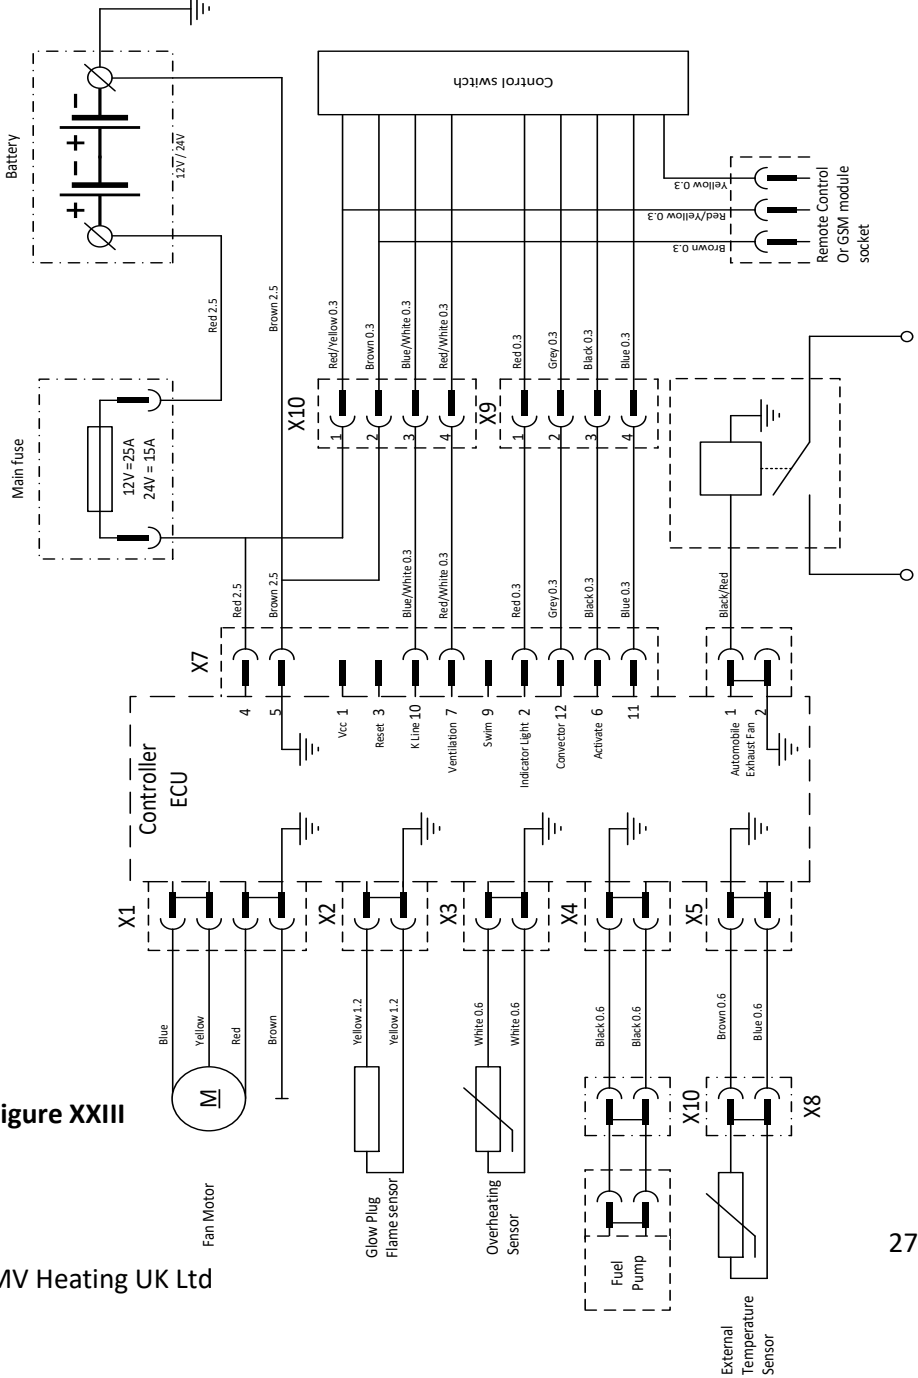 Battery
12V / 24V
Control switch
Yellow 0.3
Red/Yellow 0.3
Brown 0.3
Remote Control
Or GSM module
socket
Red 2.5
Brown 2.5
Red/Yellow 0.3
Brown 0.3
Blue/White 0.3
Red/White 0.3
Red 0.3
Grey 0.3
Black 0.3
Blue 0.3
Main fuse
12V =25A
24V = 15A
X10
1
2
3
4
X9
1
2
3
4
Red 2.5
Brown 2.5
Blue/White 0.3
Red/White 0.3
Red 0.3
Grey 0.3
Black 0.3
Blue 0.3
Black/Red
X7
4
5
Vcc 1
Reset 3
K Line 10
Ventilation 7
Swim 9
Indicator Light 2
Convector 12
Activate 6
11
1
2
Automobile
Exhaust Fan
Controller
ECU
X1
X2
X3
X4
X5
Blue
Yellow
Red
Brown
Yellow 1.2
Yellow 1.2
White 0.6
White 0.6
Black 0.6
Black 0.6
Brown 0.6
Blue 0.6
M
X10
X8
igure XXIII
Fan Motor
Glow Plug
Flame sensor
Overheating
Sensor
Fuel
Pump
External
Temperature
Sensor
MV Heating UK Ltd
27